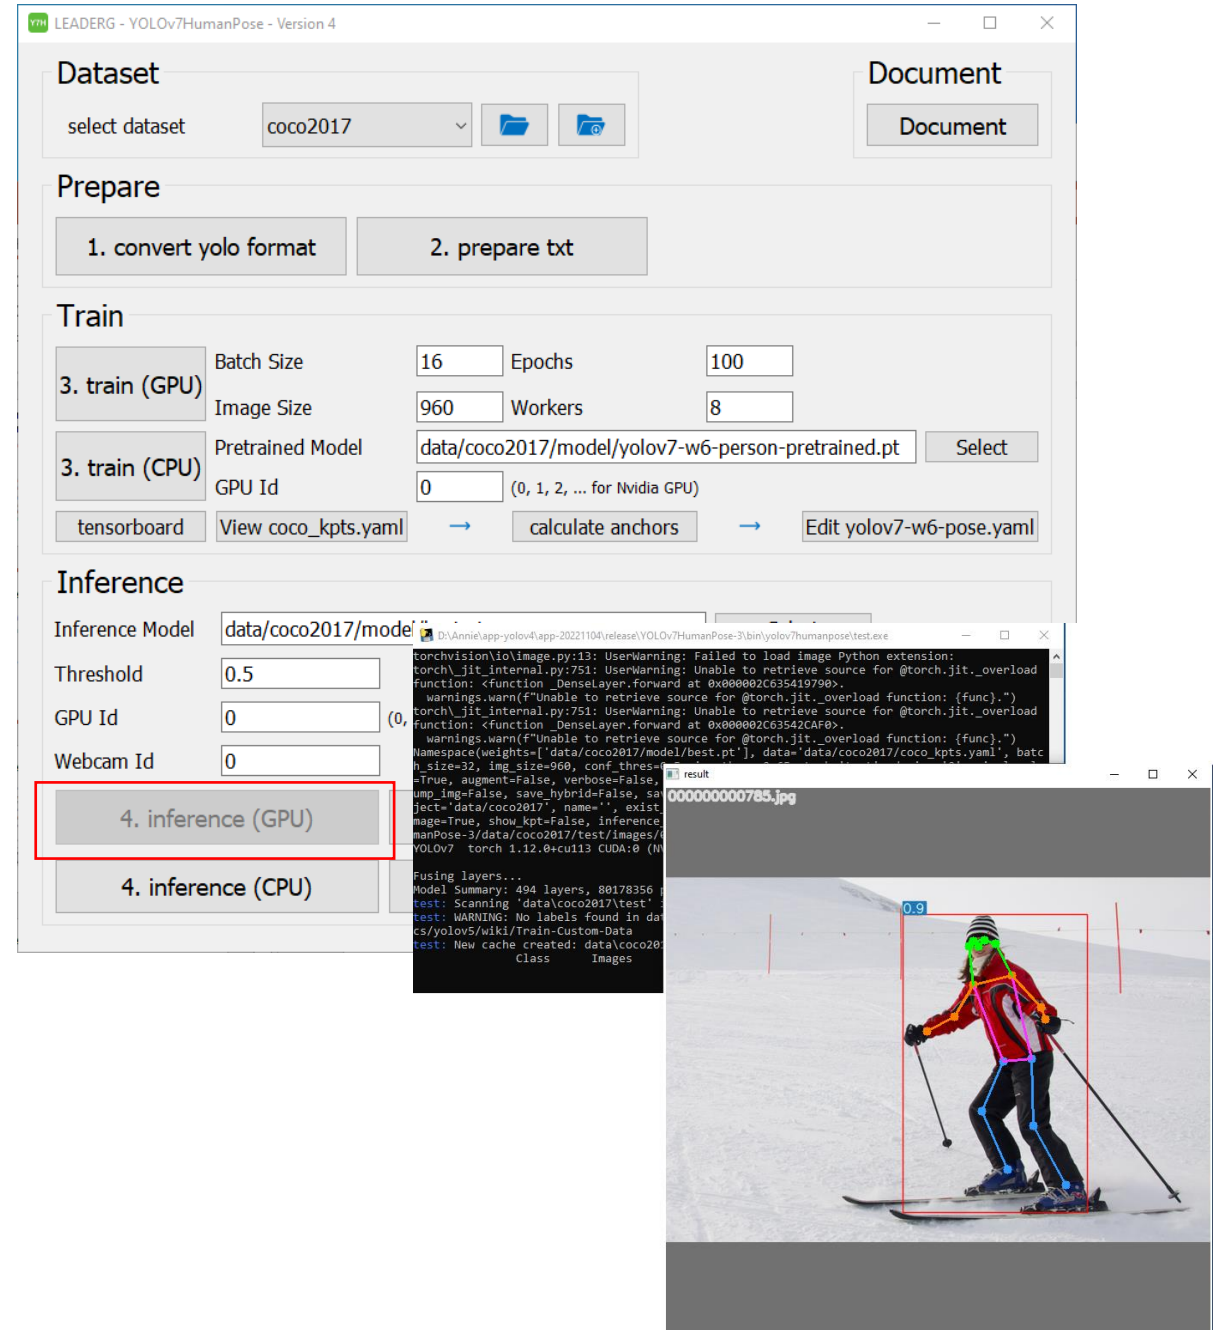 LEADERG - YOLOv7HumanPose - Version 4
Dataset
select dataset
coco2017
Document
Document
Prepare
1. convert yolo format
2. prepare txt
Train
3. train (GPU)
Batch Size
16
Epochs
100
Image Size
960
Workers
8
3. train (CPU)
Pretrained Model
data/coco2017/model/yolov7-w6-person-pretrained.pt
Select
GPU Id
0
(0, 1, 2, ... for Nvidia GPU)
tensorboard
View coco_kpts.yaml
→
calculate anchors
→
Edit yolov7-w6-pose.yaml
Inference
Inference Model
data/coco2017/mode
Threshold
0.5
GPU Id
0
(0,
Webcam Id
0
4. inference (GPU)
4. inference (CPU)
D:\Annie\app-yolov4\app-20221104\release\YOLOv7HumanPose-3\bin\yolov7humanpose\test.exe
torchvision\io\image.py:13: UserWarning: Failed to load image Python extension:
torch\_jit_internal.py:751: UserWarning: Unable to retrieve source for @torch.jit._overload
function: <function _DenseLayer.forward at 0x000002C635419790>.
warnings.warn(f"Unable to retrieve source for @torch.jit._overload function: {func}.")
torch\_jit_internal.py:751: UserWarning: Unable to retrieve source for @torch.jit._overload
function: <function _DenseLayer.forward at 0x000002C63542CAF0>.
warnings.warn(f"Unable to retrieve source for @torch.jit._overload function: {func}.")
Namespace(weights=['data/coco2017/model/best.pt'], data='data/coco2017/coco_kpts.yaml', batc
h_size=32, img_size=960, conf_thres=
=True, augment=False, verbose=False,
ump_img=False, save_hybrid=False, sav
ject='data/coco2017', name='', exist_
mage=True, show_kpt=False, inference_
manPose-3/data/coco2017/test/images/
YOLOv7 torch 1.12.0+cu113 CUDA:0 (N
Fusing layers...
Model Summary: 494 layers, 80178356
test: Scanning 'data\coco2017\test'
test: WARNING: No labels found in dat
cs/yolov5/wiki/Train-Custom-Data
test: New cache created: data\coco201
Class Images
result
000000000785.jpg
0.9